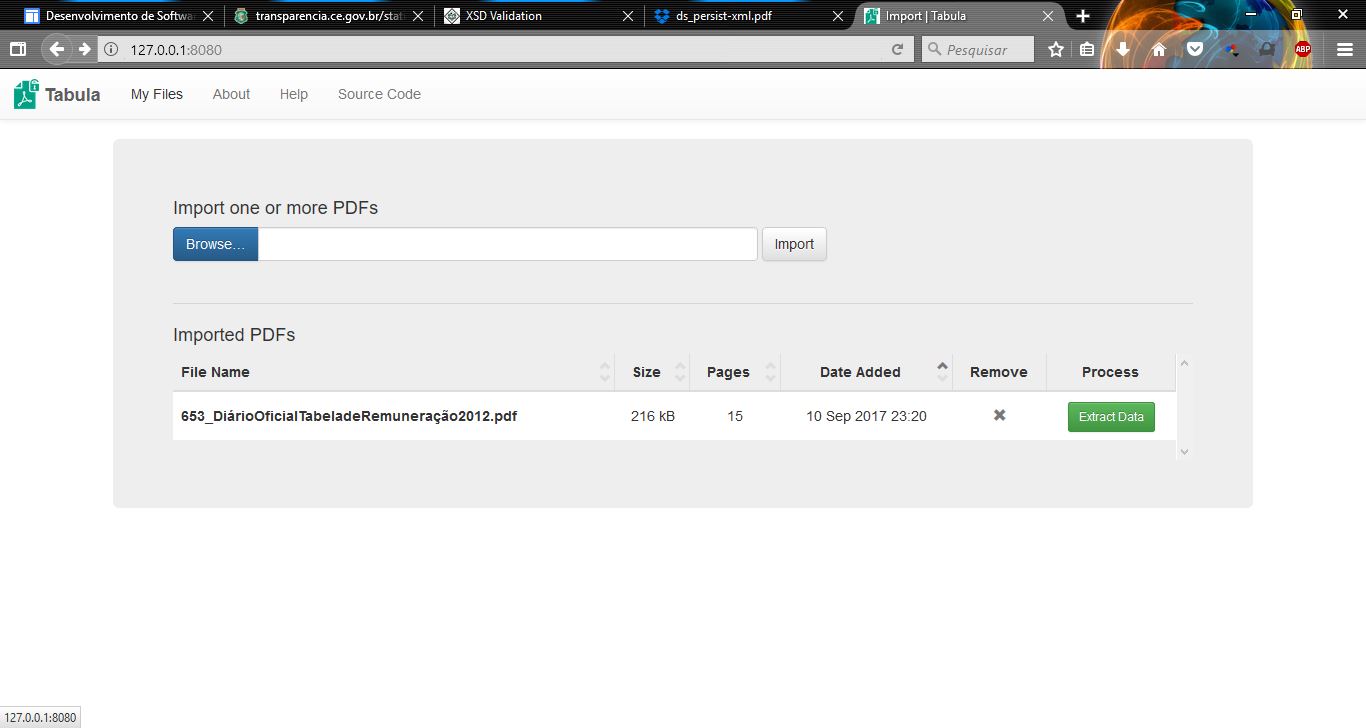 Desenvolvimento de Softwa
transparencia.ce.gov.br/stat
XSD Validation
ds_persist-xml.pdf
Import | Tabula
127.0.0.1:8080
Pesquisar
ABP
Tabula
My Files
About
Help
Source Code
Import one or more PDFs
Browse...
Import
Imported PDFs
File Name Size Pages Date Added Remove Process
653_DiárioOficialTabeladeRemuneração2012.pdf 216 kB 15 10 Sep 2017 23:20 Extract Data
127.0.0.1:8080